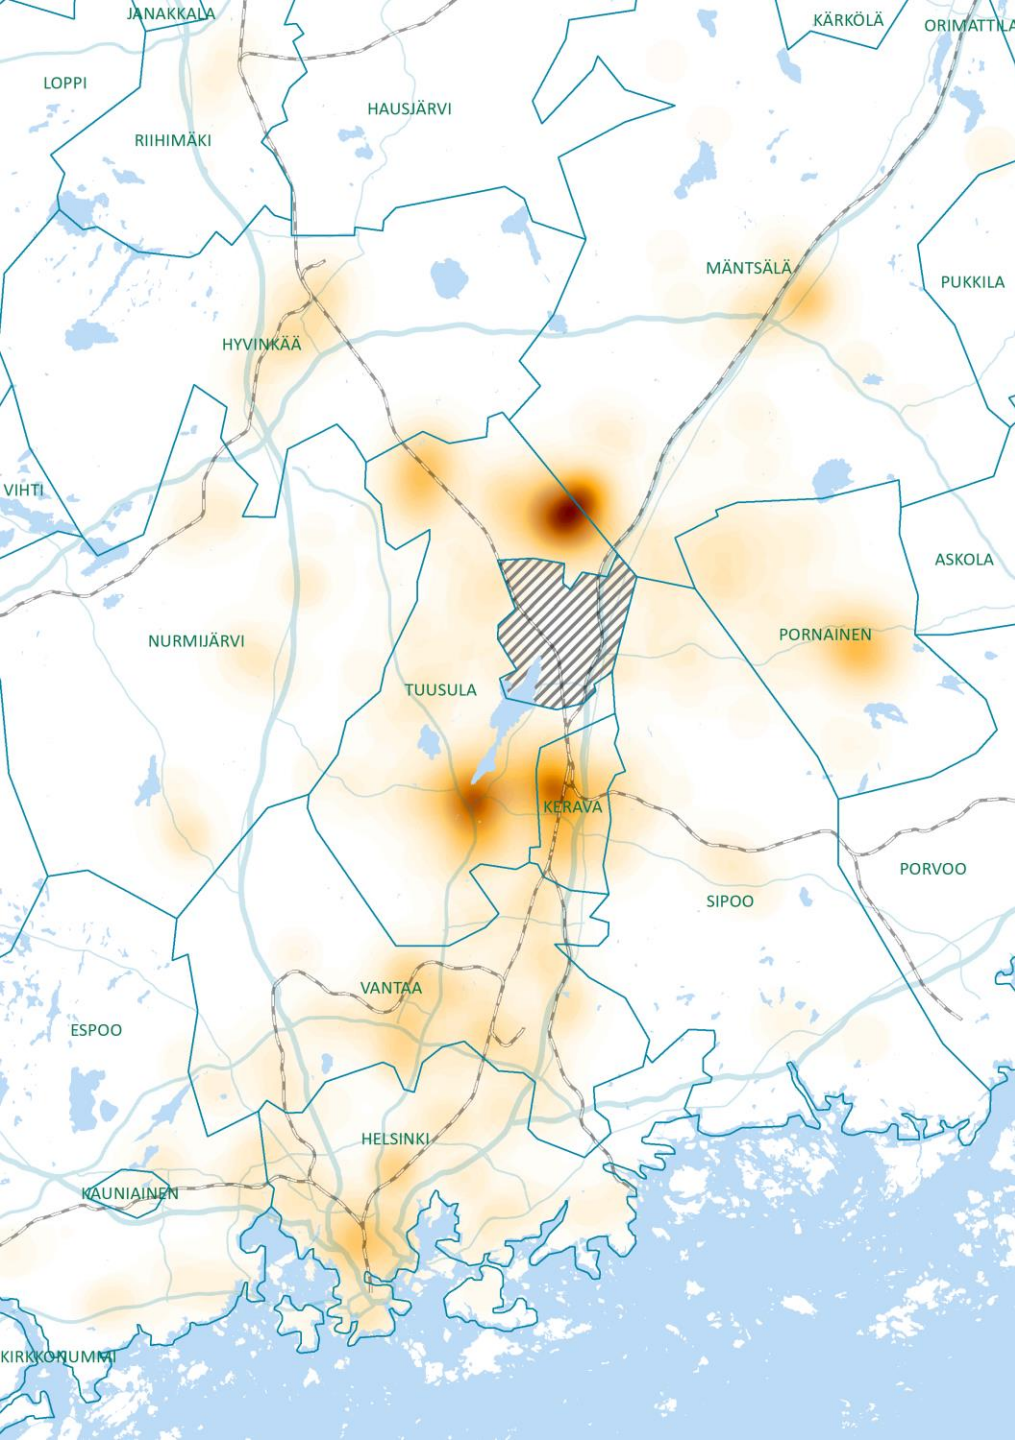 JANAKKALA
KÄRKÖLÄ
ORIMATTILA
LOPPI
HAUSJÄRVI
RIIHIMÄKI
MÄNTSÄLÄ
PUKKILA
HYVINKÄÄ
VIHTI
ASKOLA
NURMIJÄRVI
PORNAINEN
TUUSULA
KERAVA
PORVOO
SIPOO
VANTAA
ESPOO
HELSINKI
KAUNIAINEN
KIRKKONUMMI